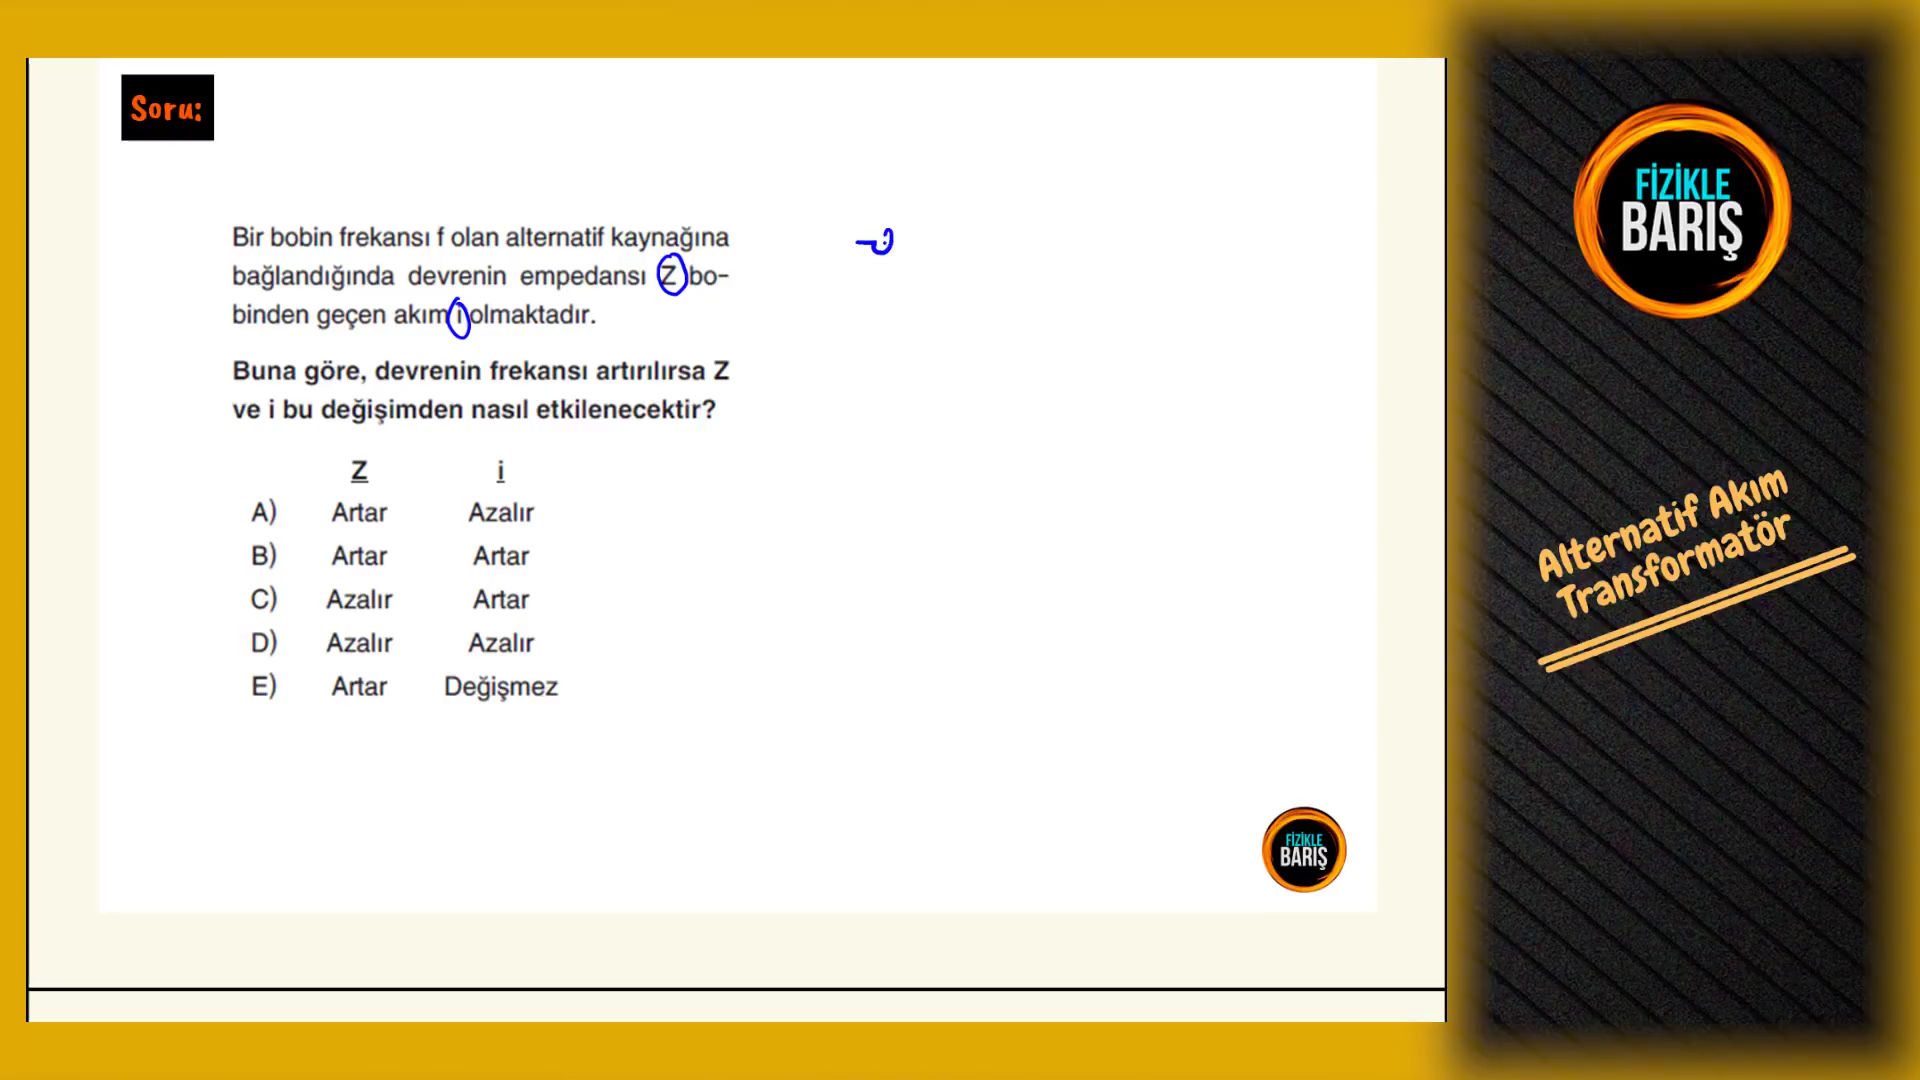 Soru:
Bir bobin frekansı f olan alternatif kaynağına
bağlandığında devrenin empedansı Z bo-
binden geçen akım i olmaktadır.
Buna göre, devrenin frekansı artırılırsa Z
ve i bu değişimden nasıl etkilenecektir?
Z i
A) Artar Azalır
B) Artar Artar
C) Azalır Artar
D) Azalır Azalır
E) Artar Değişmez
FİZİKLE
BARIŞ
FİZİKLE
BARIŞ
Alternatif Akım
Transformatör